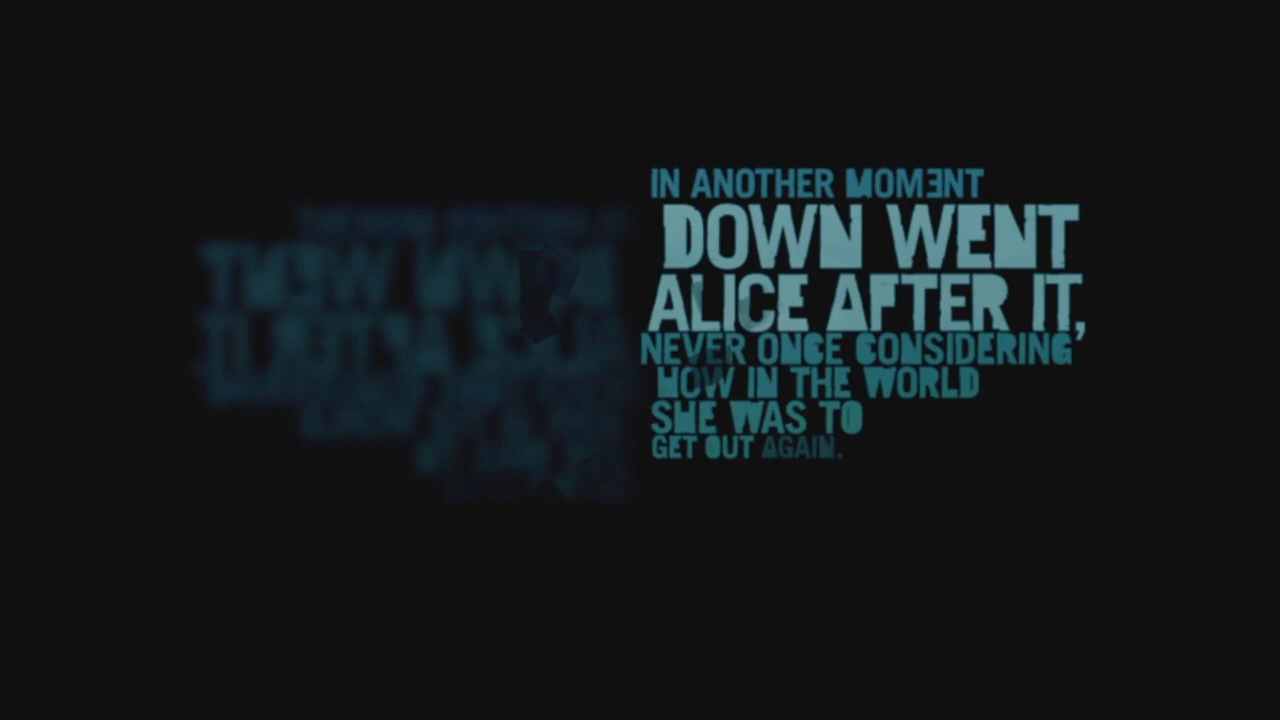 IN ANOTHER MOMENT
DOWN WENT
ALICE AFTER IT,
NEVER ONCE CONSIDERING
HOW IN THE WORLD
SHE WAS TO
GET OUT AGAIN.